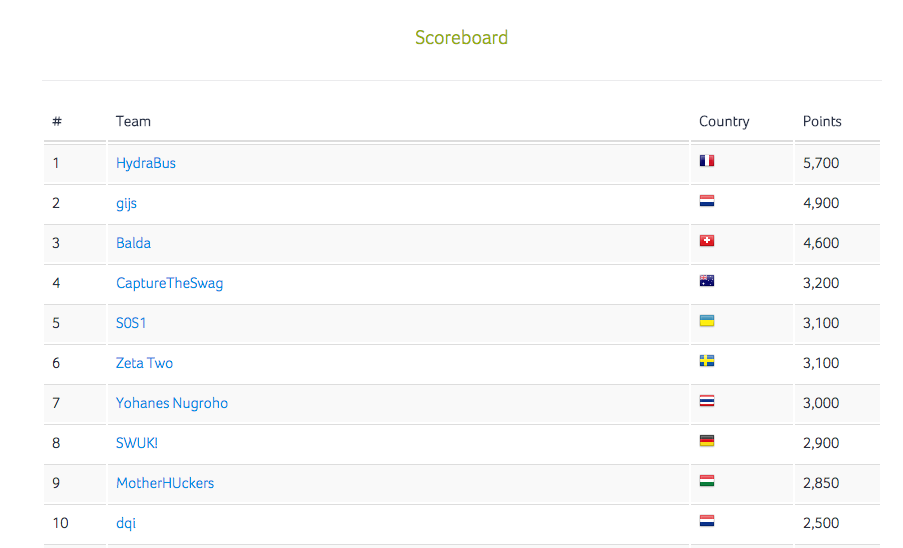 Scoreboard
# Team Country Points
1 HydraBus 5,700
2 gijs 4,900
3 Balda 4,600
4 CaptureTheSwag 3,200
5 S0S1 3,100
6 Zeta Two 3,100
7 Yohanes Nugroho 3,000
8 SWUK! 2,900
9 MotherHUckers 2,850
10 dqi 2,500